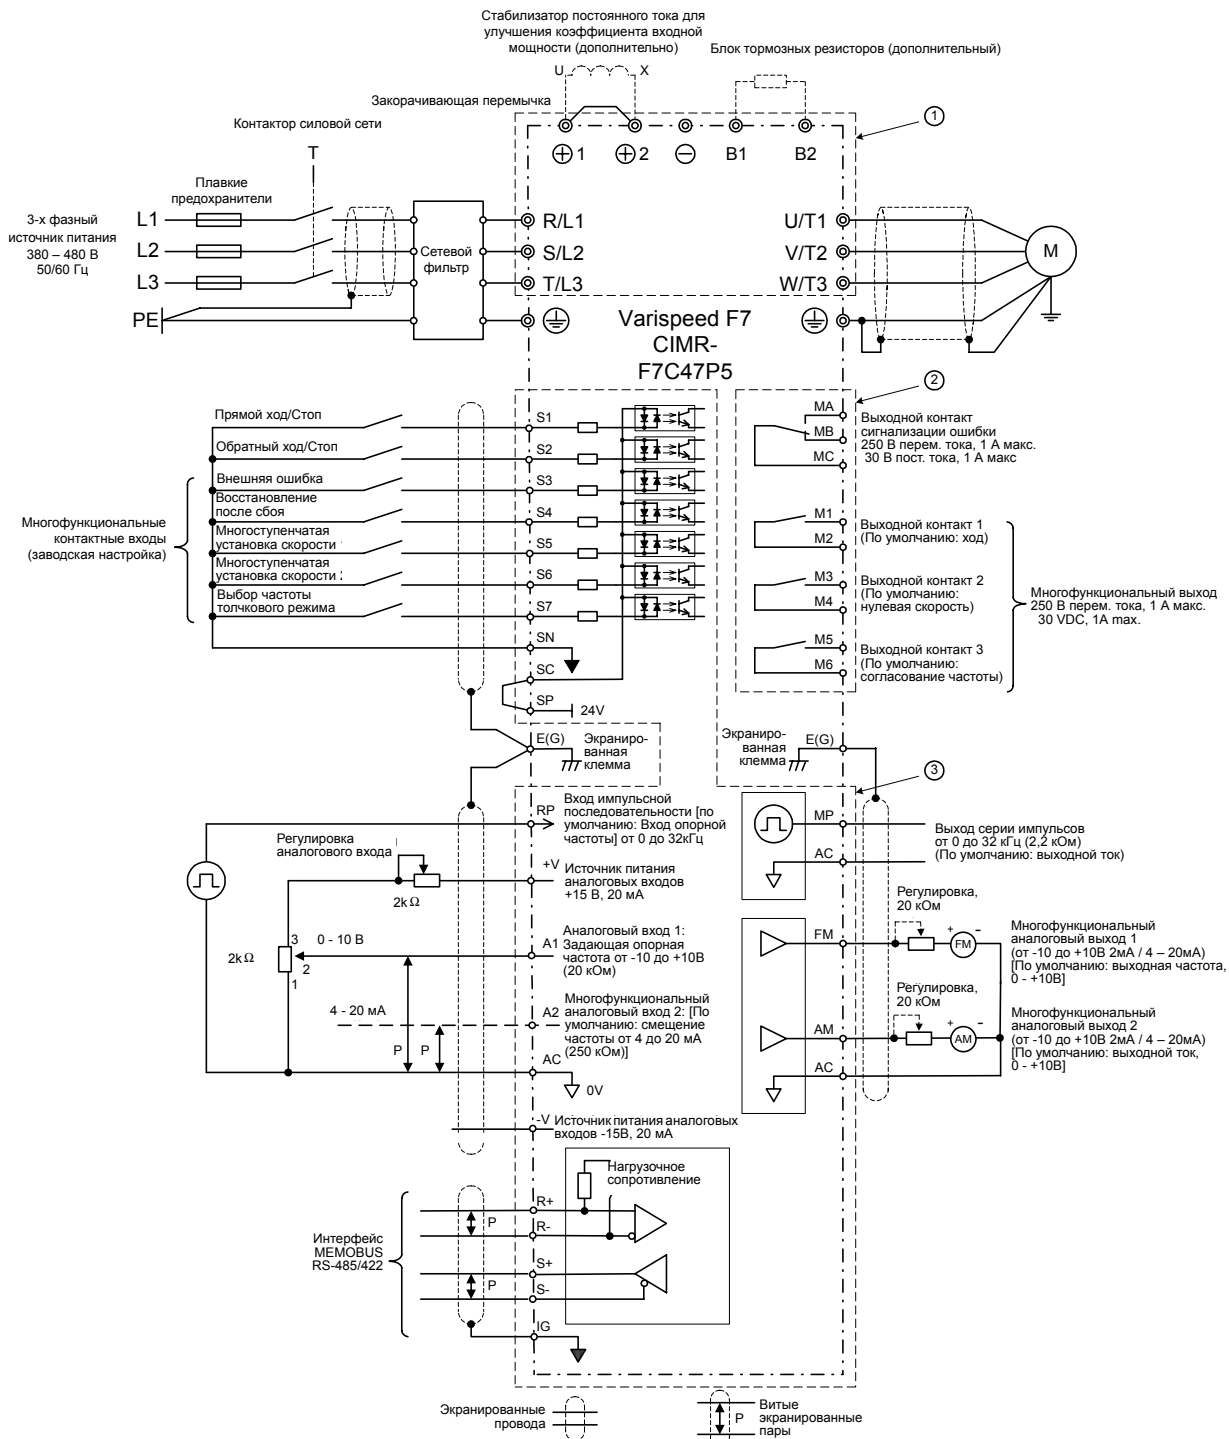 Стабилизатор постоянного тока для
улучшения коэффициента входной
мощности (дополнительно)
Блок тормозных резисторов (дополнительный)
U
X
Закорачивающая перемычка
Контактор силовой сети
1
T
+ 1
+ 2
−
B1
B2
Плавкие
предохранители
3-х фазный
источник питания
380 – 480 В
50/60 Гц
L1
L2
L3
PE
Сетевой
фильтр
R/L1
S/L2
T/L3
U/T1
V/T2
W/T3
M
Varispeed F7
CIMR-
F7C47P5
2
Прямой ход/Стоп
Обратный ход/Стоп
Внешняя ошибка
Восстановление
после сбоя
Многоступенчатая
установка скорости
Многоступенчатая
установка скорости
Выбор частоты
толчкового режима
Многофункциональные
контактные входы
(заводская настройка)
S1
S2
S3
S4
S5
S6
S7
SN
SC
SP
24V
E(G)
Экраниро-
ванная
клемма
MA
MB
MC
Выходной контакт
сигнализации ошибки
250 В перем. тока, 1 А макс.
30 В пост. тока, 1 А макс
M1
M2
Выходной контакт 1
(По умолчанию: ход)
M3
M4
Выходной контакт 2
(По умолчанию:
нулевая скорость)
M5
M6
Выходной контакт 3
(По умолчанию:
согласование частоты)
Многофункциональный выход
250 В перем. тока, 1 А макс.
30 VDC, 1A max.
Экраниро-
ванная
клемма
E(G)
3
RP
Вход импульсной
последовательности [по
умолчанию: Вход опорной
частоты] от 0 до 32кГц
Регулировка
аналогового входа
2kΩ
+V
Источник питания
аналоговых входов
+15 В, 20 мА
2kΩ
3
2
1
0 - 10 В
A1
Аналоговый вход 1:
Задающая опорная
частота от -10 до +10В
(20 кОм)
4 - 20 мА
A2
Многофункциональный
аналоговый вход 2: [По
умолчанию: смещение
частоты от 4 до 20 мА
(250 кОм)]
P
P
AC
0V
-V
Источник питания аналоговых
входов -15В, 20 мА
MP
AC
Выход серии импульсов
от 0 до 32 кГц (2,2 кОм)
(По умолчанию: выходной ток)
Регулировка,
20 кОм
FM
+
-
FM
Многофункциональный
аналоговый выход 1
(от -10 до +10В 2мА / 4 – 20мА)
[По умолчанию: выходная частота,
0 - +10В]
Регулировка,
20 кОм
AM
+
-
AM
Многофункциональный
аналоговый выход 2
(от -10 до +10В 2мА / 4 – 20мА)
[По умолчанию: выходной ток,
0 - +10В]
AC
Нагрузочное
сопротивление
Интерфейс
MEMOBUS
RS-485/422
P
P
R+
R-
S+
S-
IG
Экранированные
провода
P
Витые
экранированные
пары